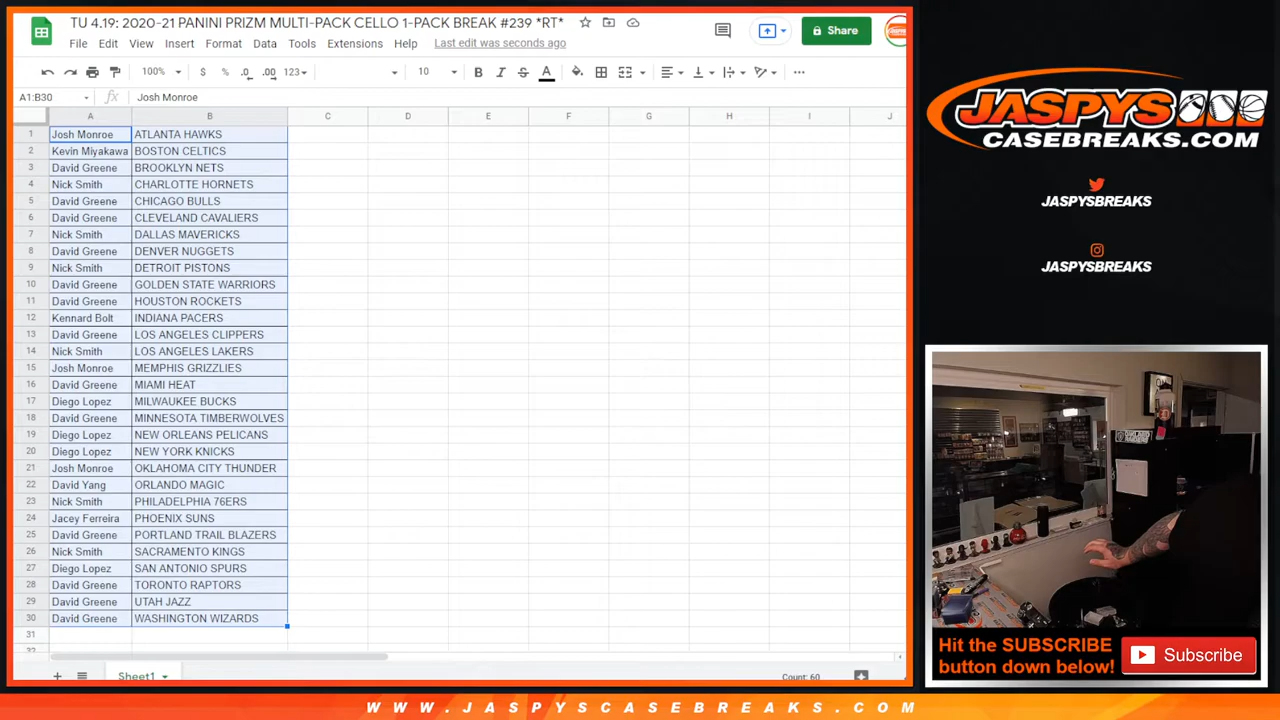 TU 4.19: 2020-21 PANINI PRIZM MULTI-PACK CELLO 1-PACK BREAK #239 *RT*
File Edit View Insert Format Data Tools Extensions Help Last edit was seconds ago
Share
100% $ % .0 .00 123 10 B I S A
A1:B30 fx Josh Monroe
A B C D E F G H I J
1 Josh Monroe ATLANTA HAWKS
2 Kevin Miyakawa BOSTON CELTICS
3 David Greene BROOKLYN NETS
4 Nick Smith CHARLOTTE HORNETS
5 David Greene CHICAGO BULLS
6 David Greene CLEVELAND CAVALIERS
7 Nick Smith DALLAS MAVERICKS
8 David Greene DENVER NUGGETS
9 Nick Smith DETROIT PISTONS
10 David Greene GOLDEN STATE WARRIORS
11 David Greene HOUSTON ROCKETS
12 Kennard Bolt INDIANA PACERS
13 David Greene LOS ANGELES CLIPPERS
14 Nick Smith LOS ANGELES LAKERS
15 Josh Monroe MEMPHIS GRIZZLIES
16 David Greene MIAMI HEAT
17 Diego Lopez MILWAUKEE BUCKS
18 David Greene MINNESOTA TIMBERWOLVES
19 Diego Lopez NEW ORLEANS PELICANS
20 Diego Lopez NEW YORK KNICKS
21 Josh Monroe OKLAHOMA CITY THUNDER
22 David Yang ORLANDO MAGIC
23 Nick Smith PHILADELPHIA 76ERS
24 Jacey Ferreira PHOENIX SUNS
25 David Greene PORTLAND TRAIL BLAZERS
26 Nick Smith SACRAMENTO KINGS
27 Diego Lopez SAN ANTONIO SPURS
28 David Greene TORONTO RAPTORS
29 David Greene UTAH JAZZ
30 David Greene WASHINGTON WIZARDS
31
Sheet1
Count: 60
JASPYS
CASEBREAKS.COM
JASPYSBREAKS
JASPYSBREAKS
Hit the SUBSCRIBE
button down below!
Subscribe
WWW.JASPYSCASEBREAKS.COM